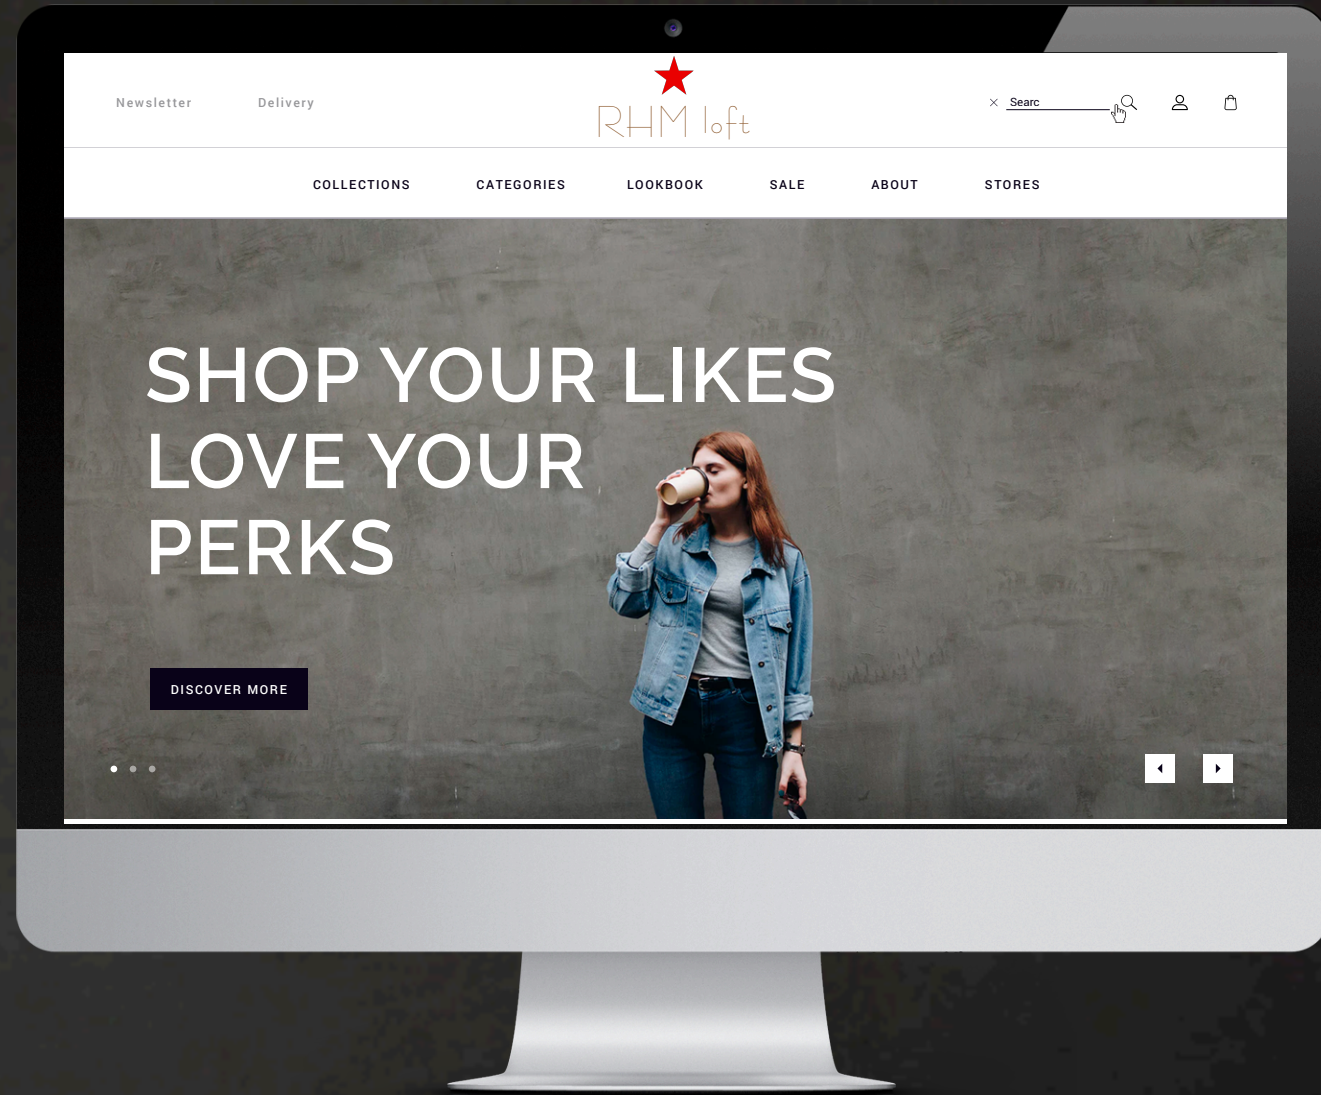 Newsletter
Delivery
RHM loft
Searc
COLLECTIONS
CATEGORIES
LOOKBOOK
SALE
ABOUT
STORES
SHOP YOUR LIKES
LOVE YOUR
PERKS
DISCOVER MORE